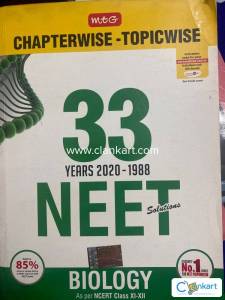 mtG
CHAPTERWISE -TOPICWISE
33
www.clankart.com
YEARS 2020-1988
NEET
Solutions
85%
No.1
BIOLOGY
As per NCERT Class XI-XII
Clankart